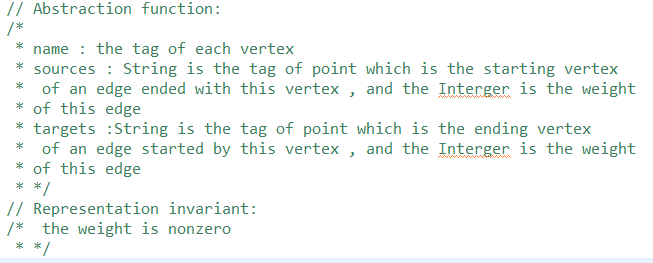 // Abstraction function:
/*
* name : the tag of each vertex
* sources : String is the tag of point which is the starting vertex
* of an edge ended with this vertex , and the Interger is the weight
* of this edge
* targets :String is the tag of point which is the ending vertex
* of an edge started by this vertex , and the Interger is the weight
* of this edge
* */
// Representation invariant:
/* the weight is nonzero
* */